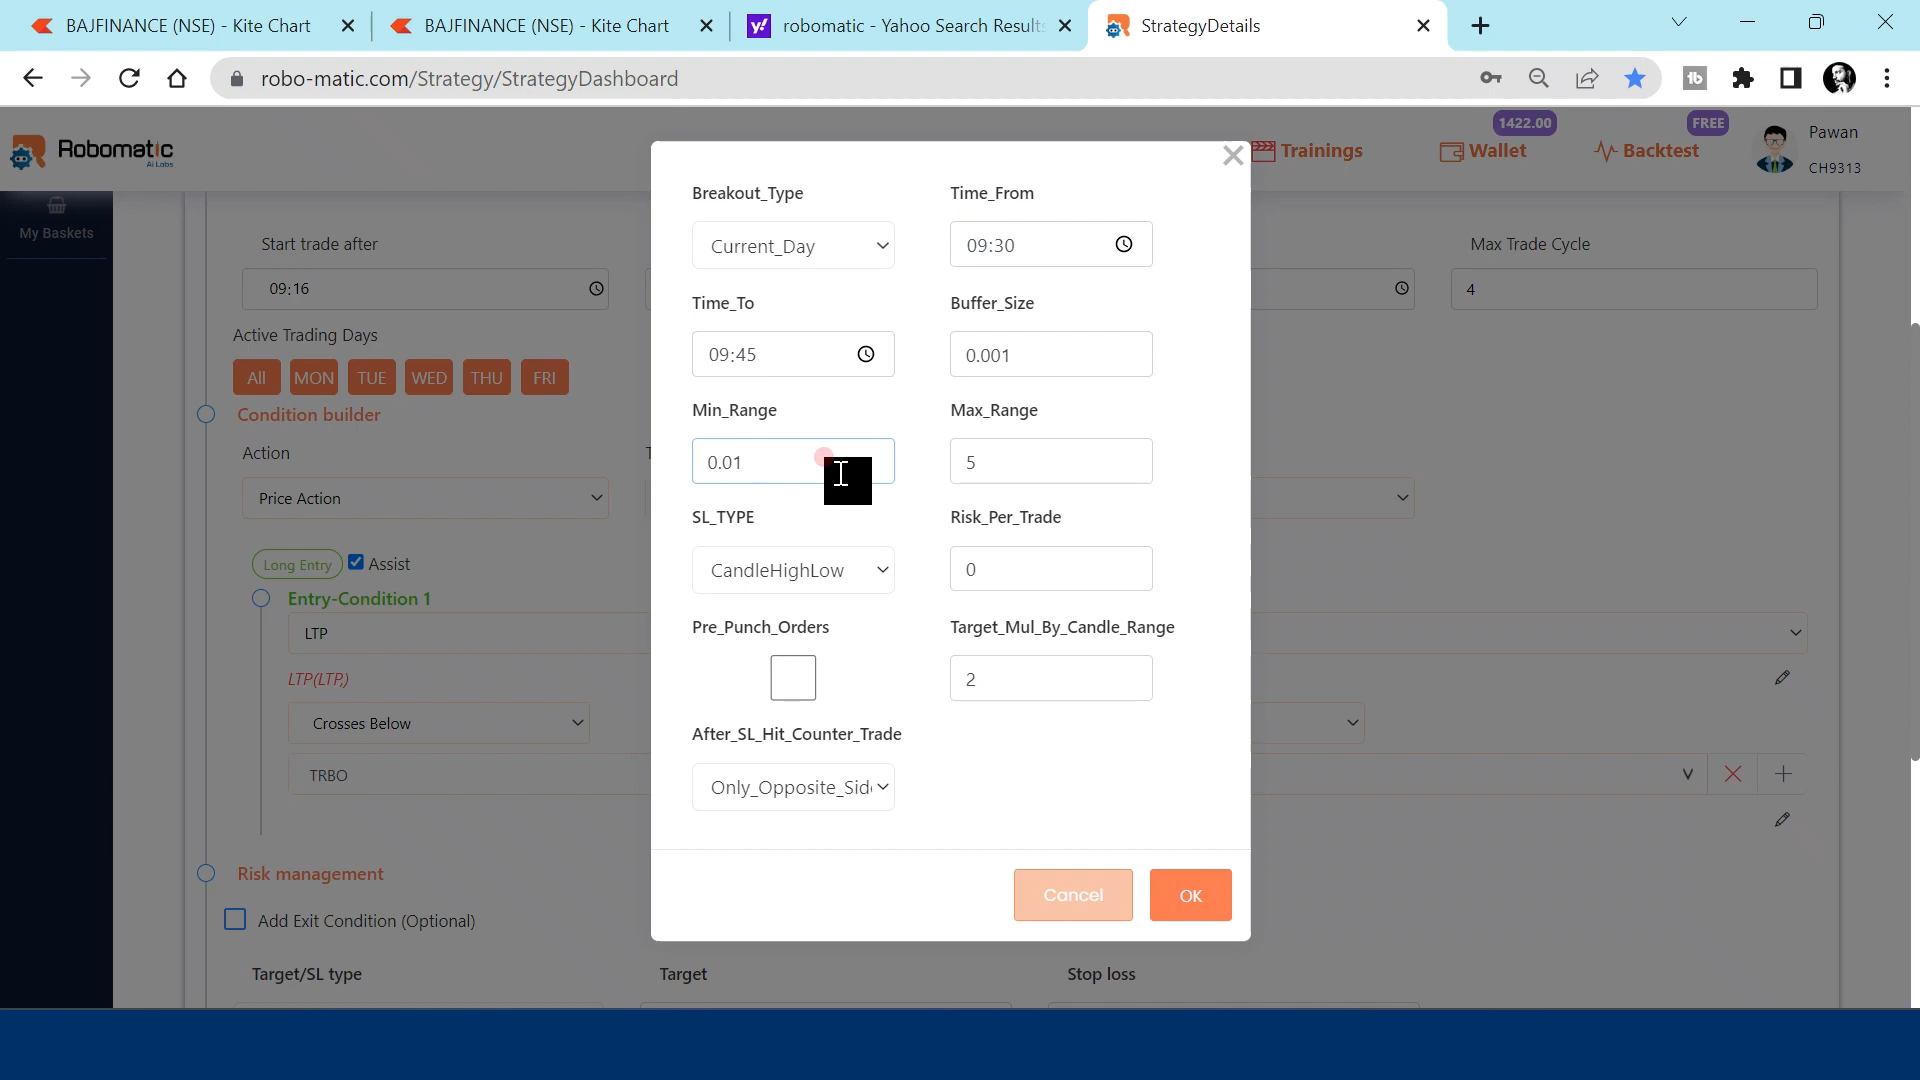 BAJFINANCE (NSE) - Kite Chart
BAJFINANCE (NSE) - Kite Chart
robomatic - Yahoo Search Results
StrategyDetails
robo-matic.com/Strategy/StrategyDashboard
Robomatic
Ai Labs
Trainings
1422.00
Wallet
FREE
Backtest
Pawan
CH9313
My Baskets
Start trade after
Max Trade Cycle
09:16
4
Active Trading Days
All MON TUE WED THU FRI
Condition builder
Action
Price Action
Long Entry
Assist
Entry-Condition 1
LTP
LTP(LTP,)
Crosses Below
TRBO
Risk management
Add Exit Condition (Optional)
Target/SL type
Target
Stop loss
Breakout_Type
Time_From
Current_Day
09:30
Time_To
Buffer_Size
09:45
0.001
Min_Range
Max_Range
0.01
5
SL_TYPE
Risk_Per_Trade
CandleHighLow
0
Pre_Punch_Orders
Target_Mul_By_Candle_Range
2
After_SL_Hit_Counter_Trade
Only_Opposite_Sid
Cancel
OK